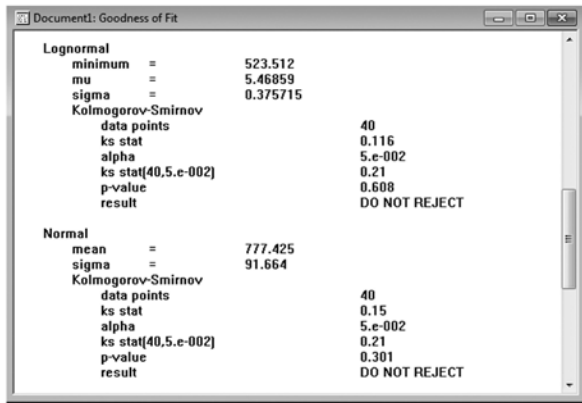 Document1: Goodness of Fit
Lognormal
minimum = 523.512
mu = 5.46859
sigma = 0.375715
Kolmogorov-Smirnov
data points 40
ks stat 0.116
alpha 5.e-002
ks stat(40,5.e-002) 0.21
p-value 0.608
result DO NOT REJECT
Normal
mean = 777.425
sigma = 91.664
Kolmogorov-Smirnov
data points 40
ks stat 0.15
alpha 5.e-002
ks stat(40,5.e-002) 0.21
p-value 0.301
result DO NOT REJECT